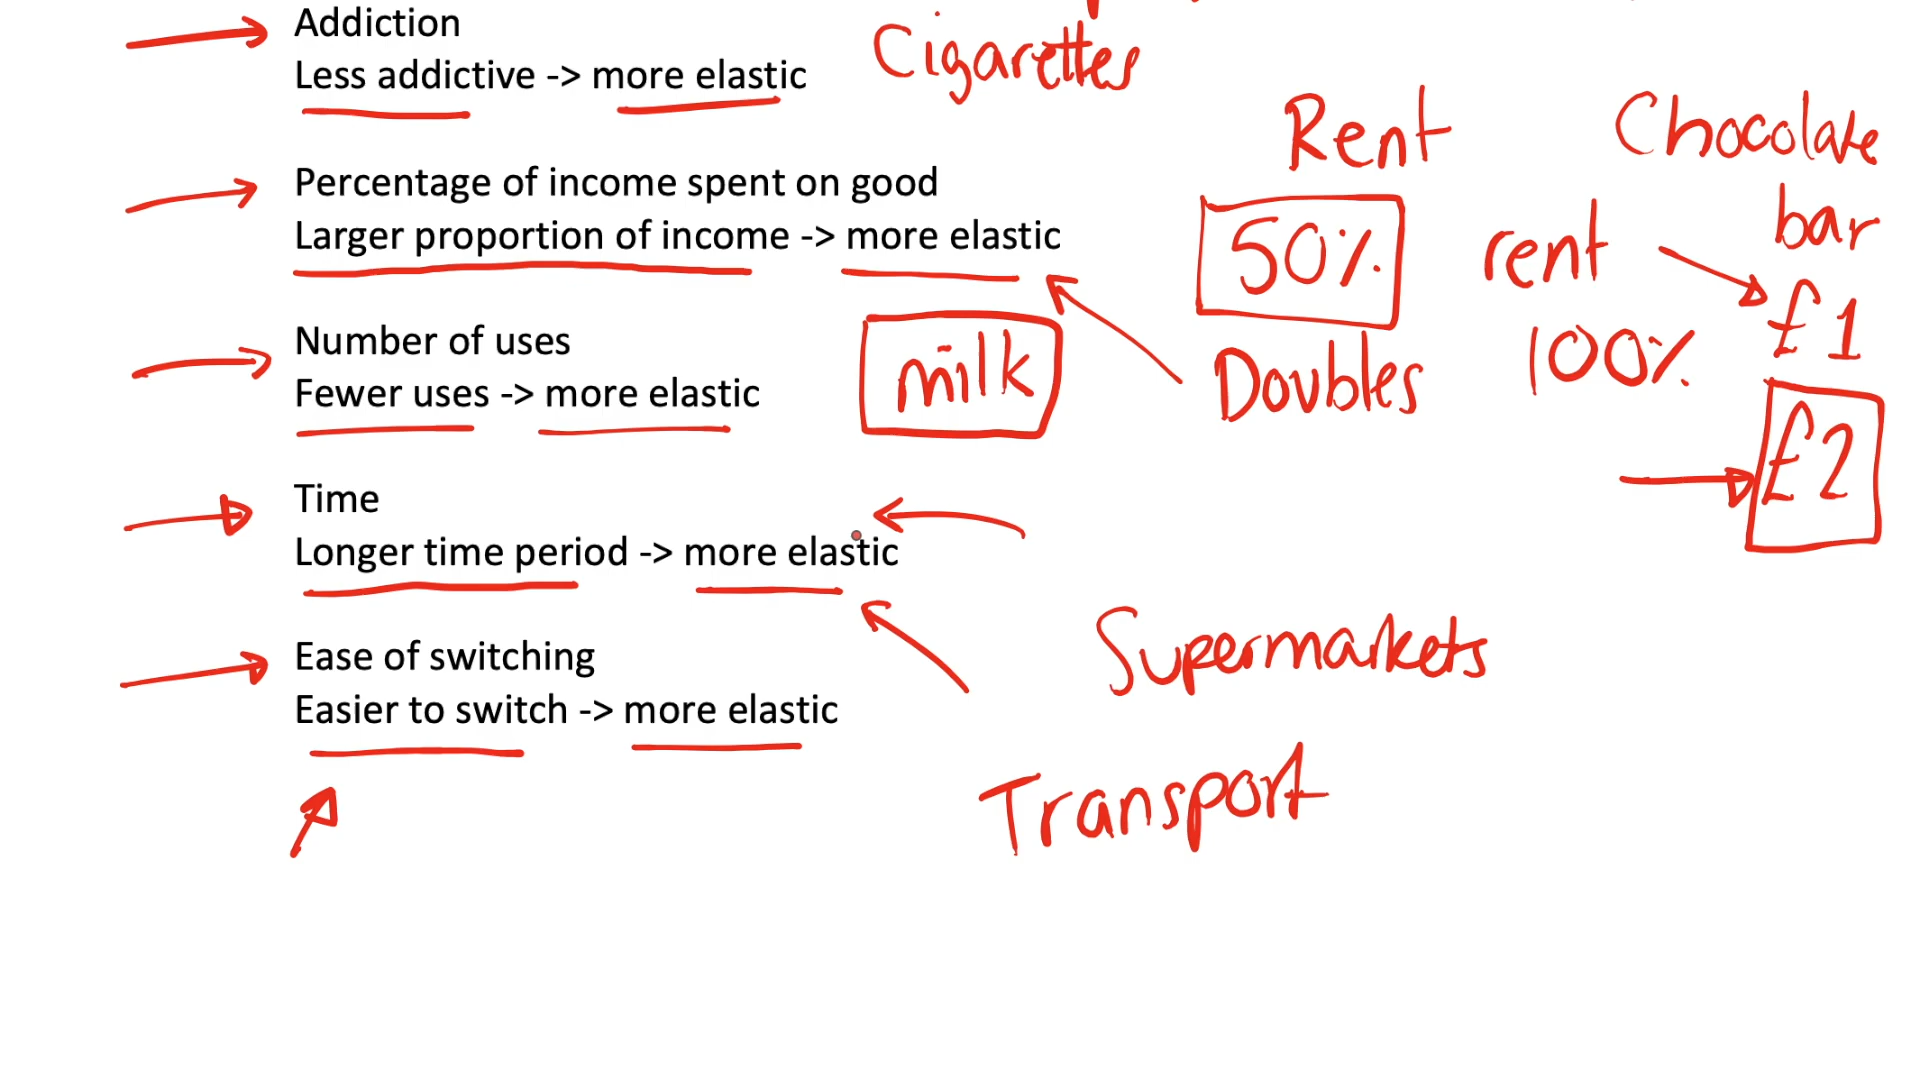 Addiction
Less addictive -> more elastic
Cigarettes
Percentage of income spent on good
Larger proportion of income -> more elastic
Rent
50%
Doubles
rent
100%
Chocolate
bar
£1
£2
Number of uses
Fewer uses -> more elastic
milk
Time
Longer time period -> more elastic
Ease of switching
Easier to switch -> more elastic
Supermarkets
Transport